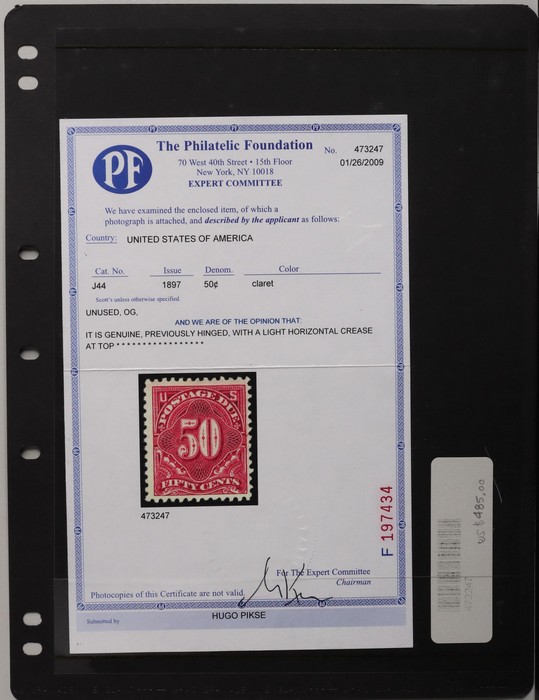 The Philatelic Foundation
No. 473247
PF
70 West 40th Street • 15th Floor
01/26/2009
New York, NY 10018
EXPERT COMMITTEE
We have examined the enclosed item, of which a
photograph is attached, and described by the applicant as follows:
Country: UNITED STATES OF AMERICA
Cat. No. Issue Denom. Color
J44 1897 50¢ claret
Scott's unless otherwise specified
UNUSED, OG,
AND WE ARE OF THE OPINION THAT:
IT IS GENUINE, PREVIOUSLY HINGED, WITH A LIGHT HORIZONTAL CREASE
AT TOP * * * * * * * * * * * * * * * * *
U S
POSTAGE DUE
50
FIFTY CENTS
473247
F 197434
For The Expert Committee
Chairman
Photocopies of this Certificate are not valid.
Submitted by
HUGO PIKSE
US $485.00
473247